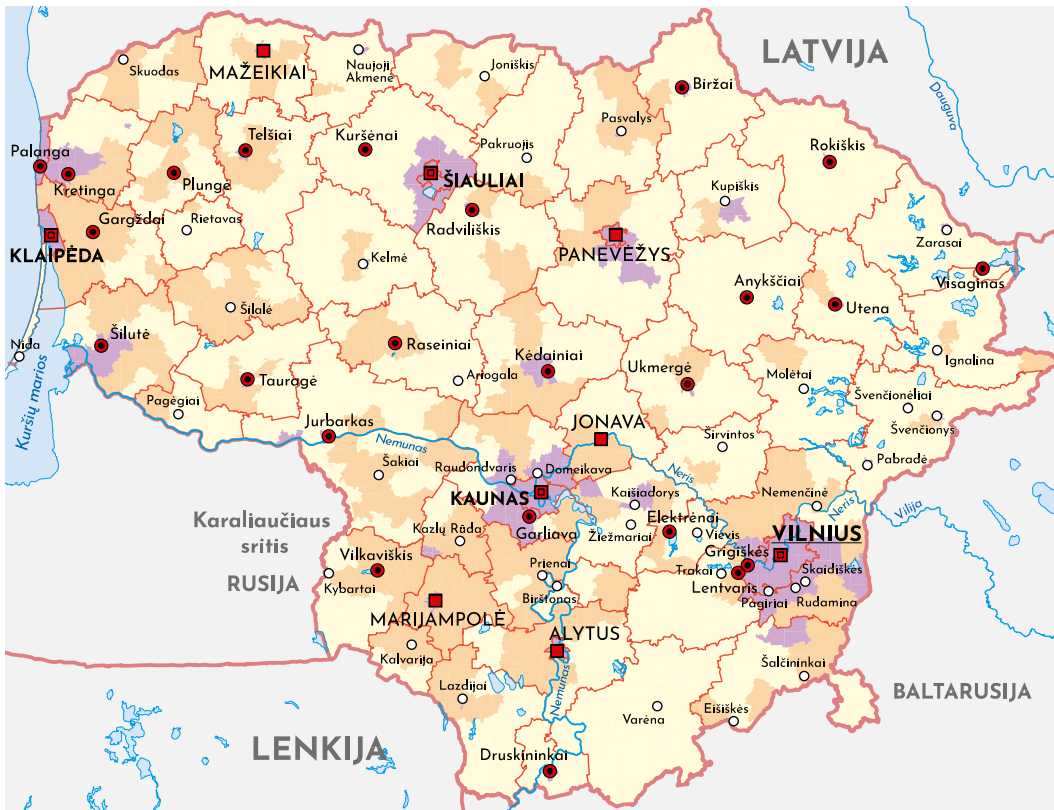 LATVIJA
Skuodas
MAŽEIKIAI
Naujoji
Akmenė
Joniškis
Biržai
Dauguva
Pasvalys
Telšiai
Kuršėnai
Pakruojis
Rokiškis
Palanga
Kretinga
Plungė
ŠIAULIAI
Kupiškis
Gargždai
Rietavas
Radviliškis
KLAIPĖDA
PANEVĖŽYS
Zarasai
Kelmė
Anykščiai
Visaginas
Utena
Šilalė
Nida
Šilutė
Raseiniai
Kėdainiai
Ignalina
Ukmergė
Molėtai
Tauragė
Ariogala
Švenčionėliai
Kuršių marios
Pagėgiai
Švenčionys
Jurbarkas
Nemunas
JONAVA
Širvintos
Pabradė
Šakiai
Raudondvaris
Domeikava
Neris
Kaišiadorys
Nemenčinė
KAUNAS
Neris
Vilija
Karaliaučiaus
sritis
Kazlų Rūda
Garliava
Žiežmariai
Elektrėnai
Vievis
VILNIUS
Grigiškės
Vilkaviškis
Prienai
Trakai
Skaidiškės
RUSIJA
Kybartai
Birštonas
Lentvaris
Pagiriai
Rudamina
MARIJAMPOLĖ
ALYTUS
Kalvarija
Šalčininkai
Lazdijai
Nemunas
BALTARUSIJA
Varėna
Eišiškės
LENKIJA
Druskininkai